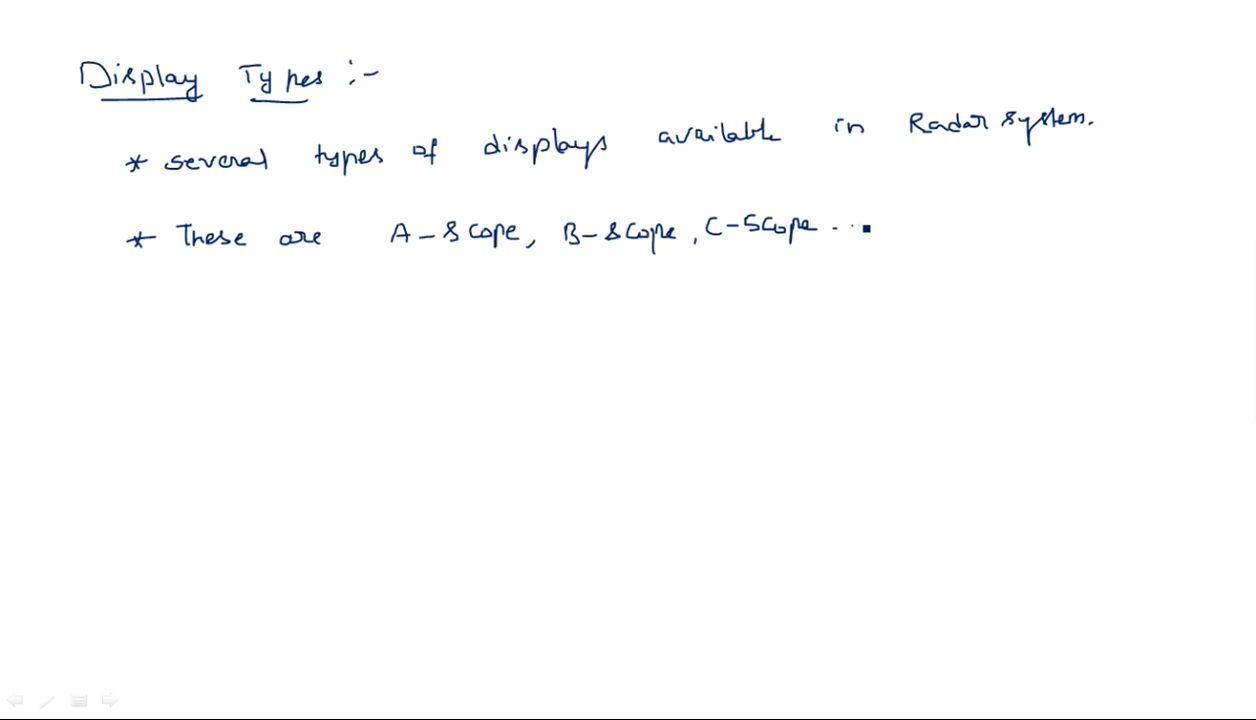 Display Types :-
* several types of displays available in Radar system.
* These are A-Scope, B-Scope, C-Scope ...